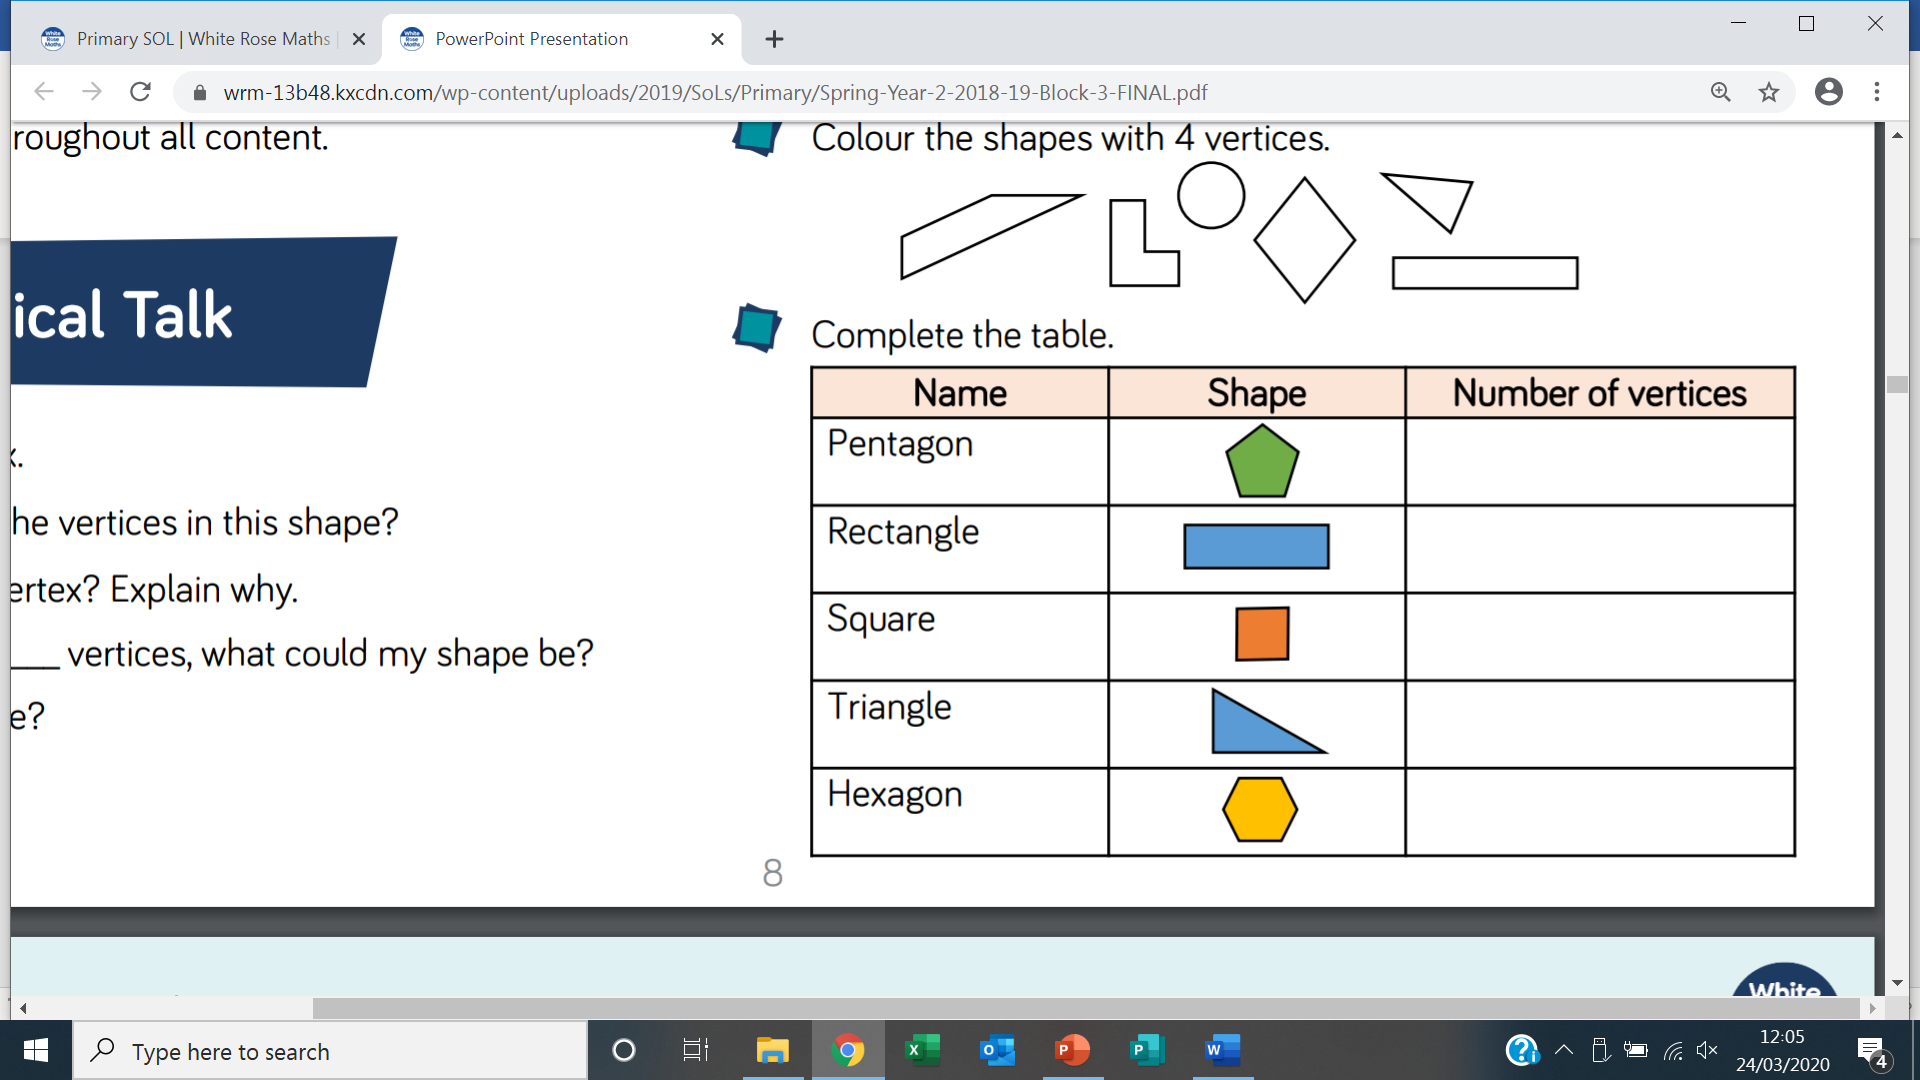 Primary SOL | White Rose Maths |
PowerPoint Presentation
wrm-13b48.kxcdn.com/wp-content/uploads/2019/SoLs/Primary/Spring-Year-2-2018-19-Block-3-FINAL.pdf
roughout all content.
ical Talk
x.
he vertices in this shape?
ertex? Explain why.
___ vertices, what could my shape be?
e?
Colour the shapes with 4 vertices.
Complete the table.
Name Shape Number of vertices
Pentagon
Rectangle
Square
Triangle
Hexagon
8
White
Type here to search
12:05
24/03/2020
4